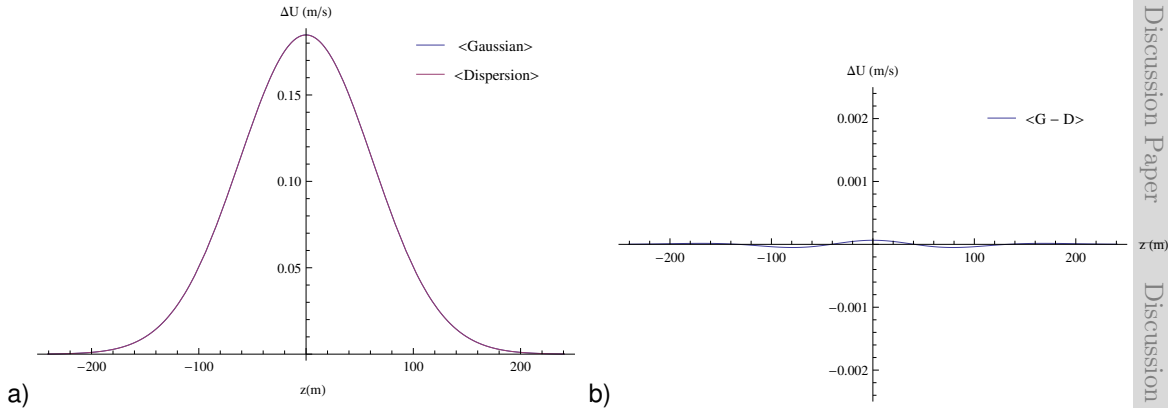 ΔU (m/s)
<Gaussian>
<Dispersion>
0.15
0.10
0.05
−200
−100
100
200
z(m)
a)
ΔU (m/s)
<G − D>
0.002
0.001
−200
−100
100
200
z (m)
−0.001
−0.002
b)
Discussion Paper
Discussion